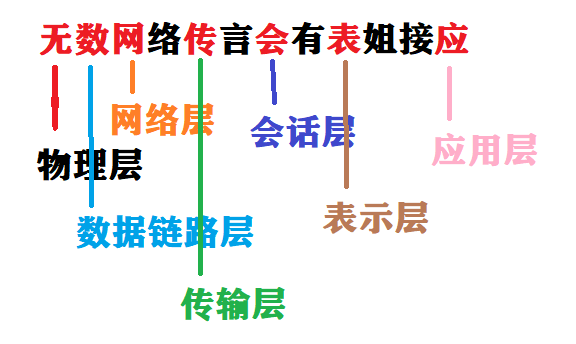 无数网络传言会有表姐接应
网络层
会话层
应用层
物理层
表示层
数据链路层
传输层